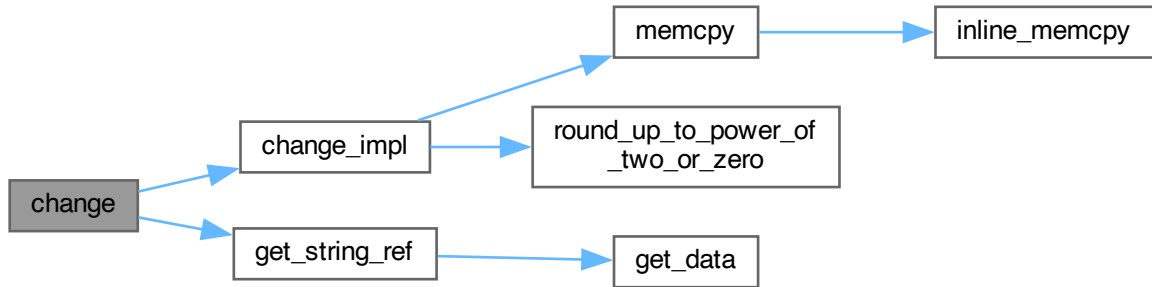 memcpy
inline_memcpy
change_impl
round_up_to_power_of
_two_or_zero
change
get_string_ref
get_data